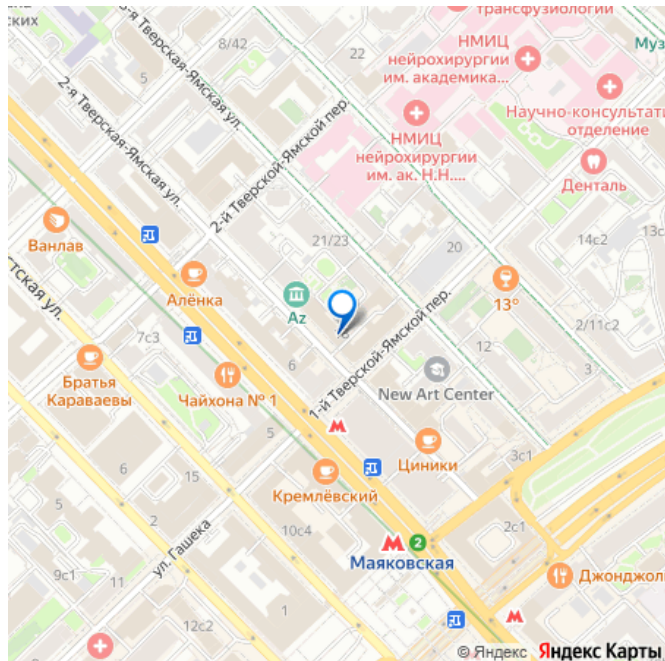 трансфузиологии
НМИЦ
нейрохирургии
им. академика...
Муз
8/42
22
5
3-я Тверская-Ямская ул.
2-я Тверская-Ямская ул.
2-й Тверской-Ямской пер.
НМИЦ
нейрохирургии
им. ак. Н.Н....
Научно-консультати
отделение
Денталь
Ванлав
21/23
20
14с2
13с
Алёнка
Az
13°
7с3
6
1-й Тверской-Ямской пер.
12
2/11с2
3
Братья
Караваевы
Чайхона № 1
New Art Center
5
Циники
6
15
Кремлёвский
3с1
5
2
10с4
2с1
ул. Гашека
2
Маяковская
9с1
11
Джонджоли
1
12с2
© Яндекс Яндекс Карты